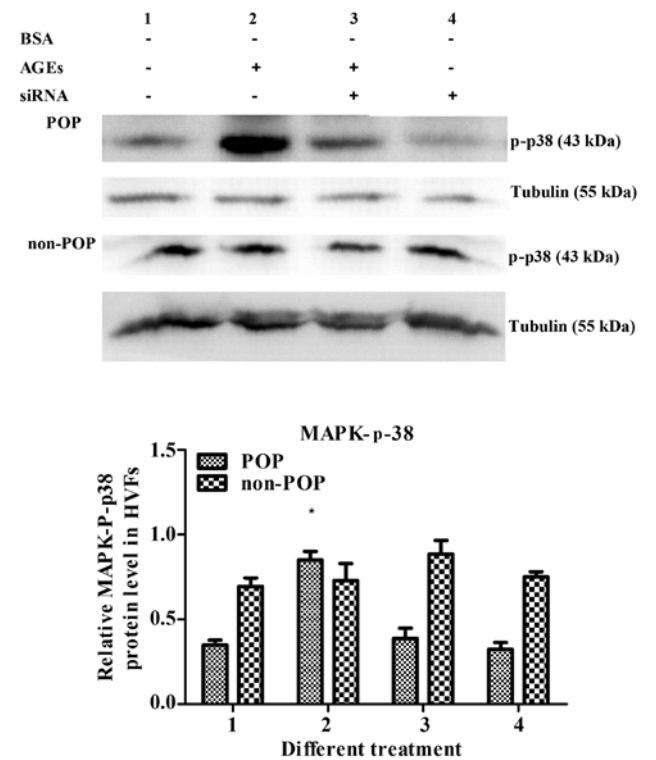 1 2 3 4
BSA - - - -
AGEs - + + -
siRNA - - + +
POP
p-p38 (43 kDa)
Tubulin (55 kDa)
non-POP
p-p38 (43 kDa)
Tubulin (55 kDa)
MAPK-p-38
1.5
POP
non-POP
*
1.0
0.5
0.0
Relative MAPK-P-p38
protein level in HVFs
1 2 3 4
Different treatment